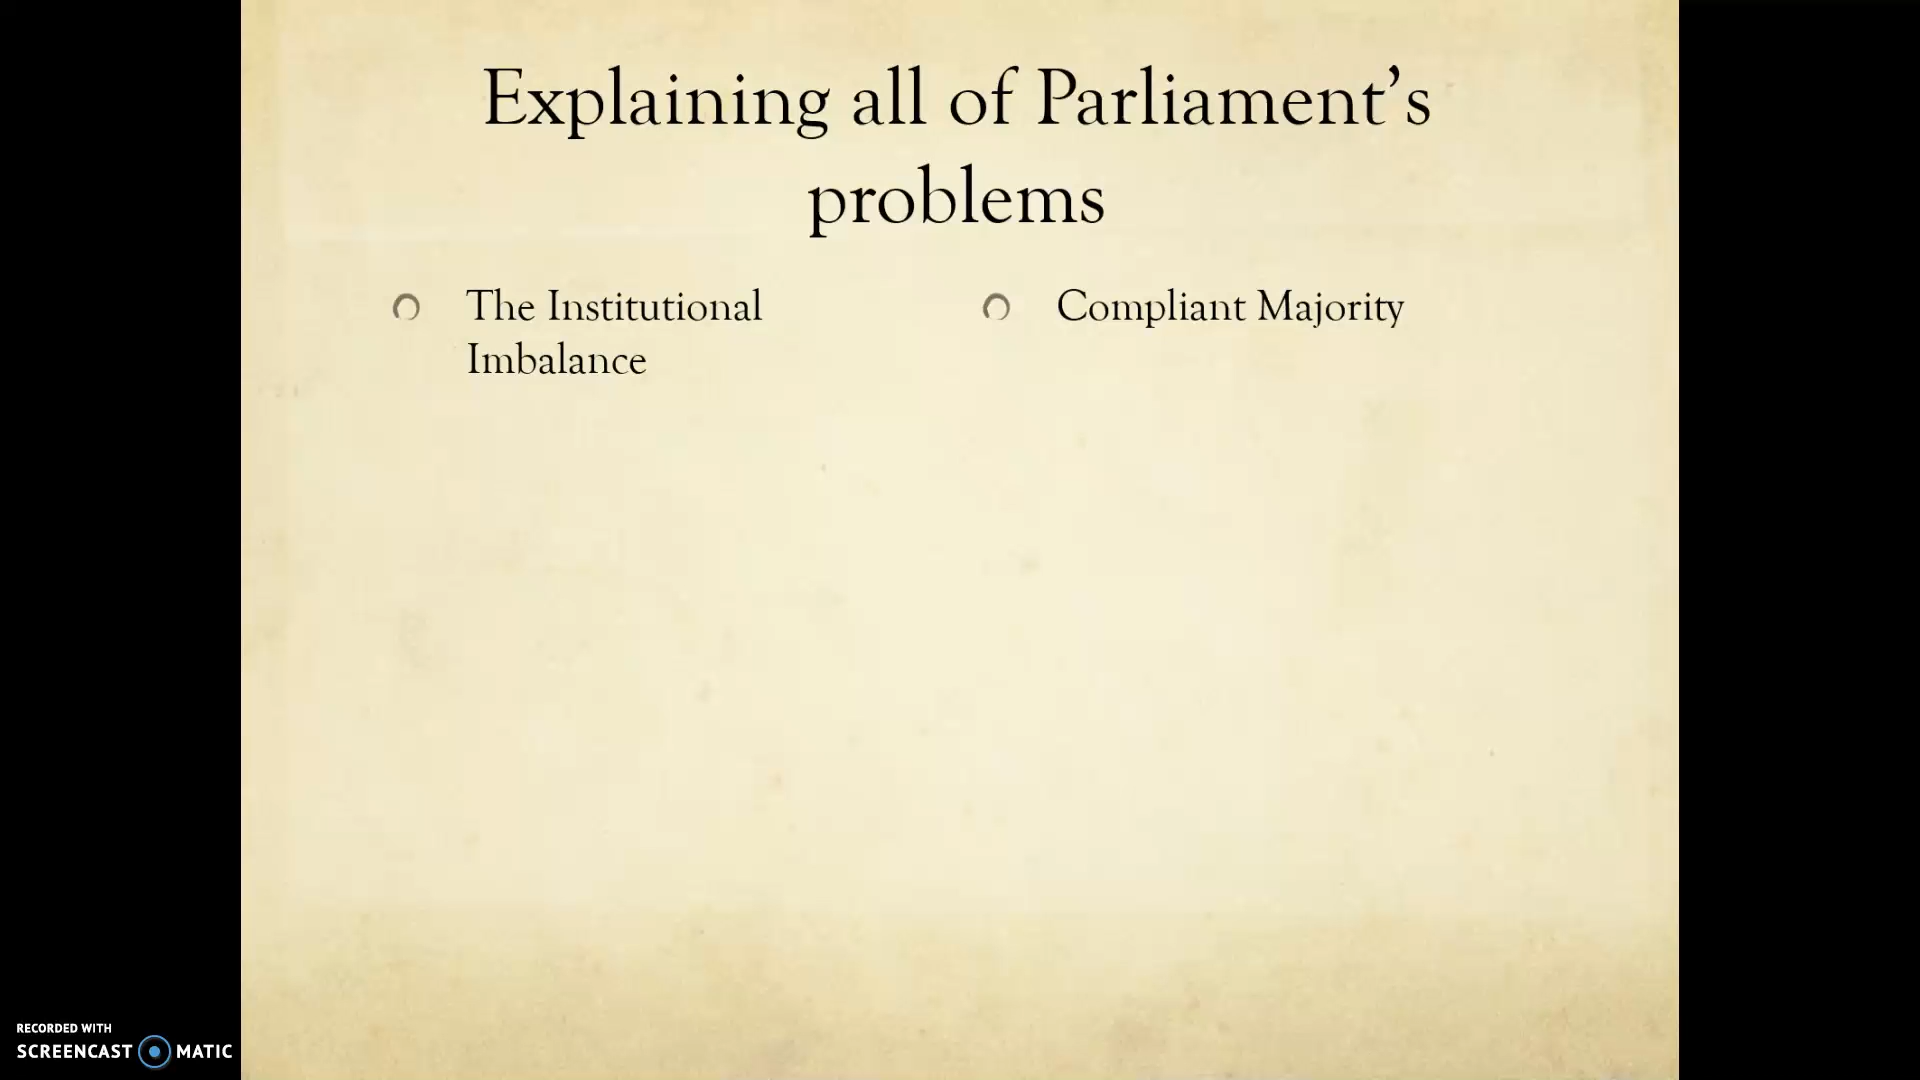 Explaining all of Parliament’s
problems
The Institutional
Imbalance
Compliant Majority
RECORDED WITH
SCREENCAST MATIC